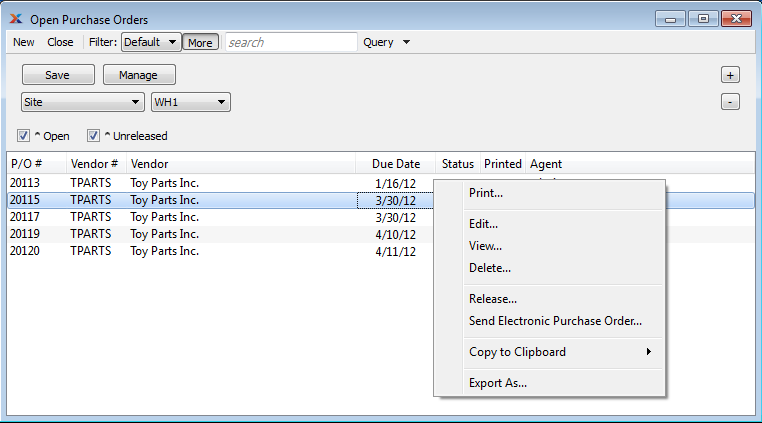 Open Purchase Orders
New Close Filter: Default More search Query
Save Manage +
Site WH1 -
^ Open ^ Unreleased
P/O # Vendor # Vendor Due Date Status Printed Agent
20113 TPARTS Toy Parts Inc. 1/16/12
20115 TPARTS Toy Parts Inc. 3/30/12
20117 TPARTS Toy Parts Inc. 3/30/12
20119 TPARTS Toy Parts Inc. 4/10/12
20120 TPARTS Toy Parts Inc. 4/11/12
Print...
Edit...
View...
Delete...
Release...
Send Electronic Purchase Order...
Copy to Clipboard
Export As...